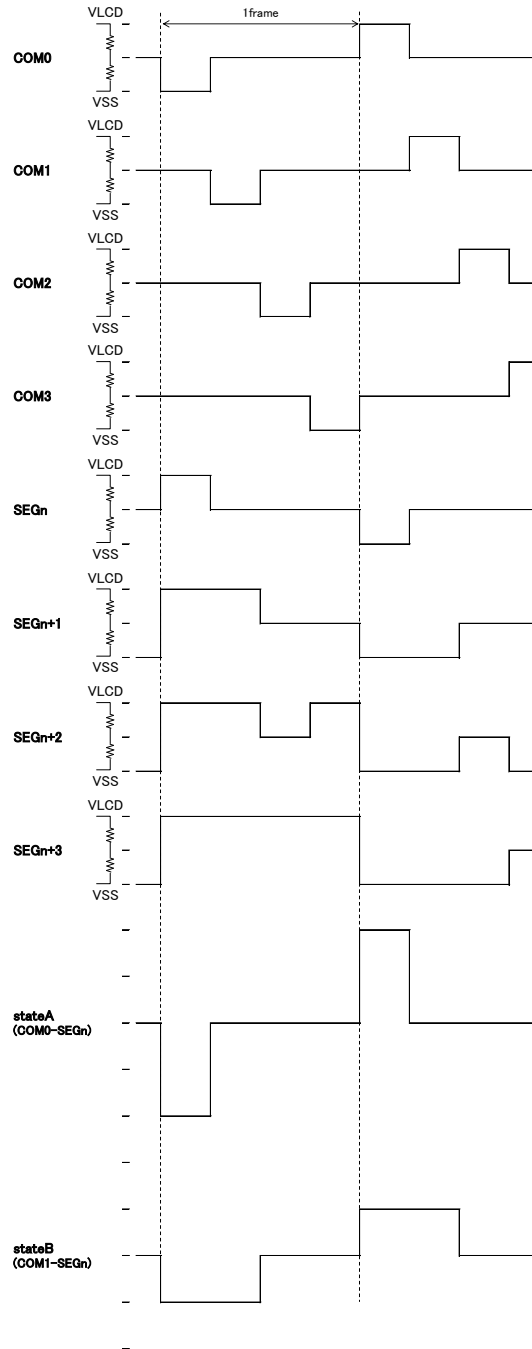 1frame
VLCD
COM0
VSS
VLCD
COM1
VSS
VLCD
COM2
VSS
VLCD
COM3
VSS
VLCD
SEGn
VSS
VLCD
SEGn+1
VSS
VLCD
SEGn+2
VSS
VLCD
SEGn+3
VSS
stateA
(COM0-SEGn)
stateB
(COM1-SEGn)